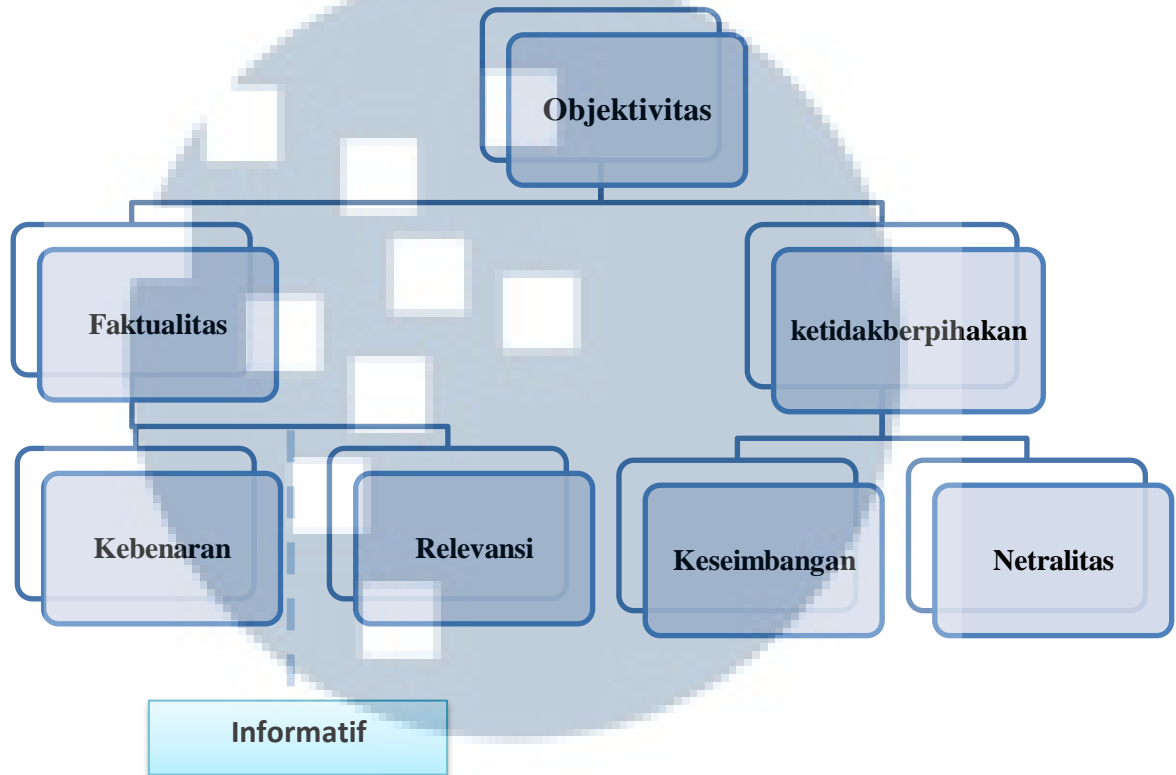 Objektivitas
Faktualitas
ketidakberpihakan
Kebenaran
Relevansi
Keseimbangan
Netralitas
Informatif